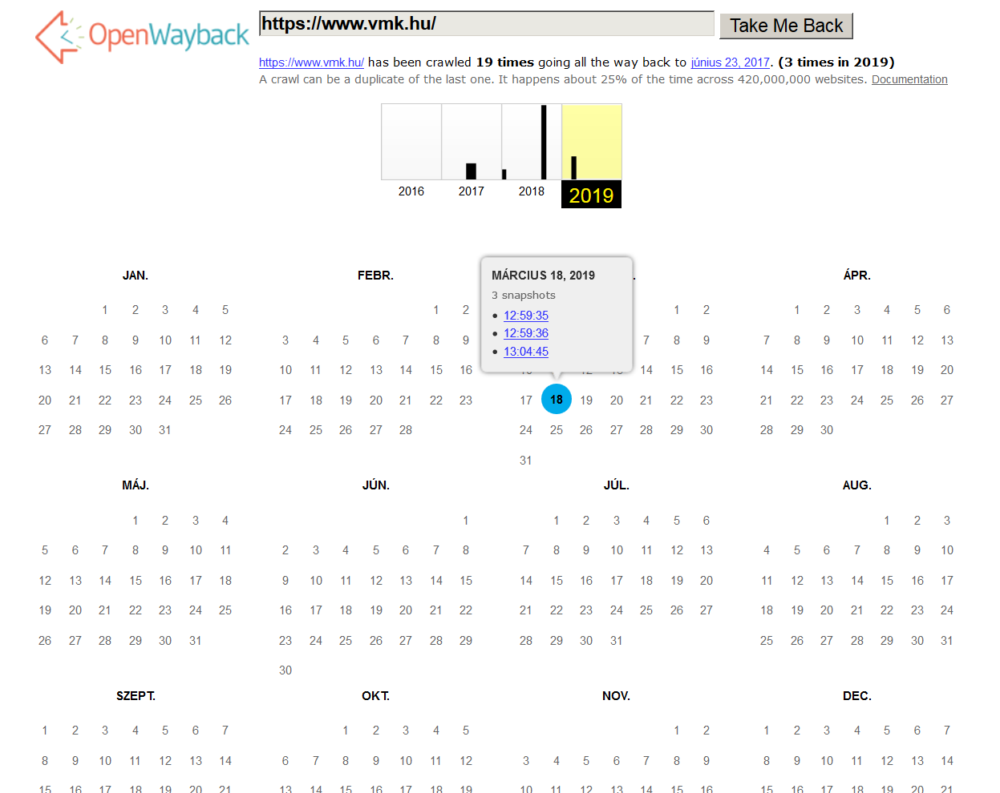 OpenWayback
https://www.vmk.hu/
Take Me Back
https://www.vmk.hu/ has been crawled 19 times going all the way back to június 23, 2017. (3 times in 2019)
A crawl can be a duplicate of the last one. It happens about 25% of the time across 420,000,000 websites. Documentation
2016 2017 2018 2019
MÁRCIUS 18, 2019
3 snapshots
• 12:59:35
• 12:59:36
• 13:04:45
JAN.
1 2 3 4 5
6 7 8 9 10 11 12
13 14 15 16 17 18 19
20 21 22 23 24 25 26
27 28 29 30 31
FEBR.
1 2
3 4 5 6 7 8 9
10 11 12 13 14 15 16
17 18 19 20 21 22 23
24 25 26 27 28
1 2
7 8 9
14 15 16
17 18 19 20 21 22 23
24 25 26 27 28 29 30
31
ÁPR.
1 2 3 4 5 6
7 8 9 10 11 12 13
14 15 16 17 18 19 20
21 22 23 24 25 26 27
28 29 30
MÁJ.
1 2 3 4
5 6 7 8 9 10 11
12 13 14 15 16 17 18
19 20 21 22 23 24 25
26 27 28 29 30 31
JÚN.
1
2 3 4 5 6 7 8
9 10 11 12 13 14 15
16 17 18 19 20 21 22
23 24 25 26 27 28 29
30
JÚL.
1 2 3 4 5 6
7 8 9 10 11 12 13
14 15 16 17 18 19 20
21 22 23 24 25 26 27
28 29 30 31
AUG.
1 2 3
4 5 6 7 8 9 10
11 12 13 14 15 16 17
18 19 20 21 22 23 24
25 26 27 28 29 30 31
SZEPT.
1 2 3 4 5 6 7
8 9 10 11 12 13 14
15 16 17 18 19 20 21
OKT.
1 2 3 4 5
6 7 8 9 10 11 12
13 14 15 16 17 18 19
NOV.
1 2
3 4 5 6 7 8 9
10 11 12 13 14 15 16
DEC.
1 2 3 4 5 6 7
8 9 10 11 12 13 14
15 16 17 18 19 20 21